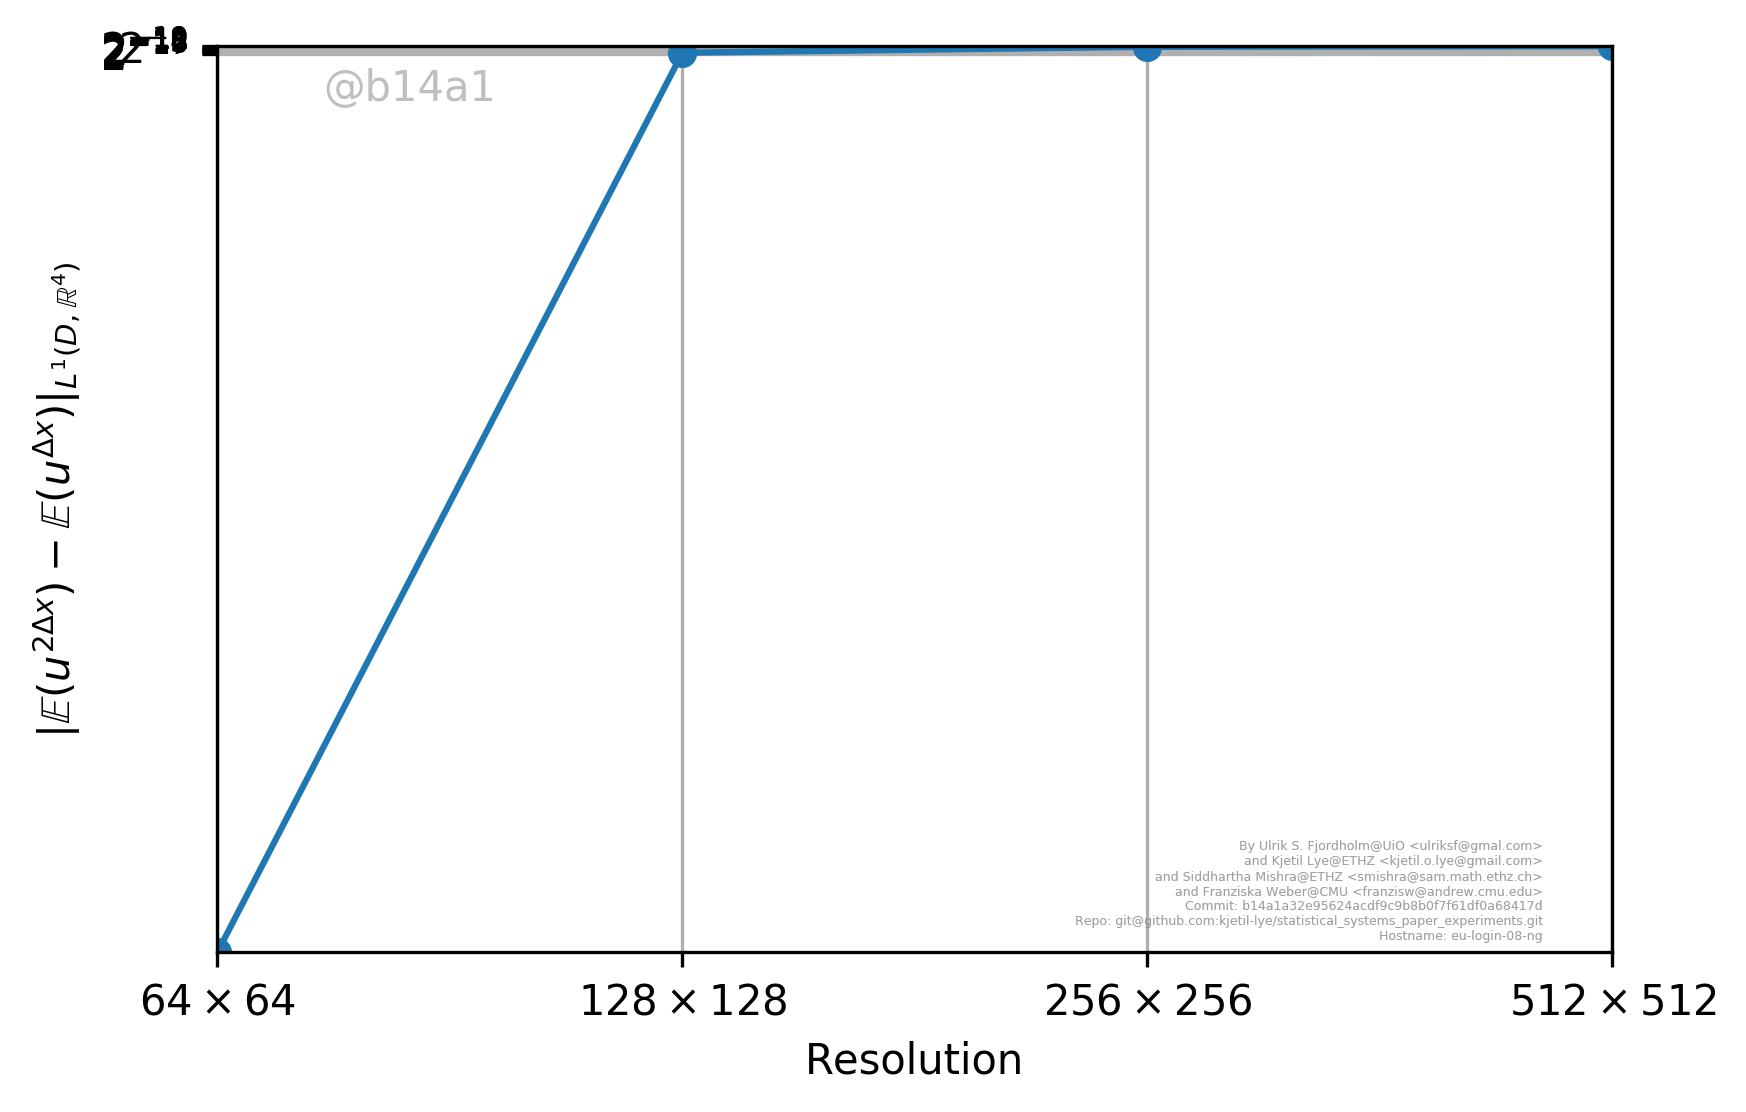 @b14a1
|𝔼(u^{2Δx}) − 𝔼(u^{Δx})|_{L^1(D, ℝ^4)}
By Ulrik S. Fjordholm@UiO <ulriksf@gmal.com>
and Kjetil Lye@ETHZ <kjetil.o.lye@gmail.com>
and Siddhartha Mishra@ETHZ <smishra@sam.math.ethz.ch>
and Franziska Weber@CMU <franzisw@andrew.cmu.edu>
Commit: b14a1a32e95624acdf9c9b8b0f7f61df0a68417d
Repo: git@github.com:kjetil-lye/statistical_systems_paper_experiments.git
Hostname: eu-login-08-ng
64 × 64 128 × 128 256 × 256 512 × 512
Resolution